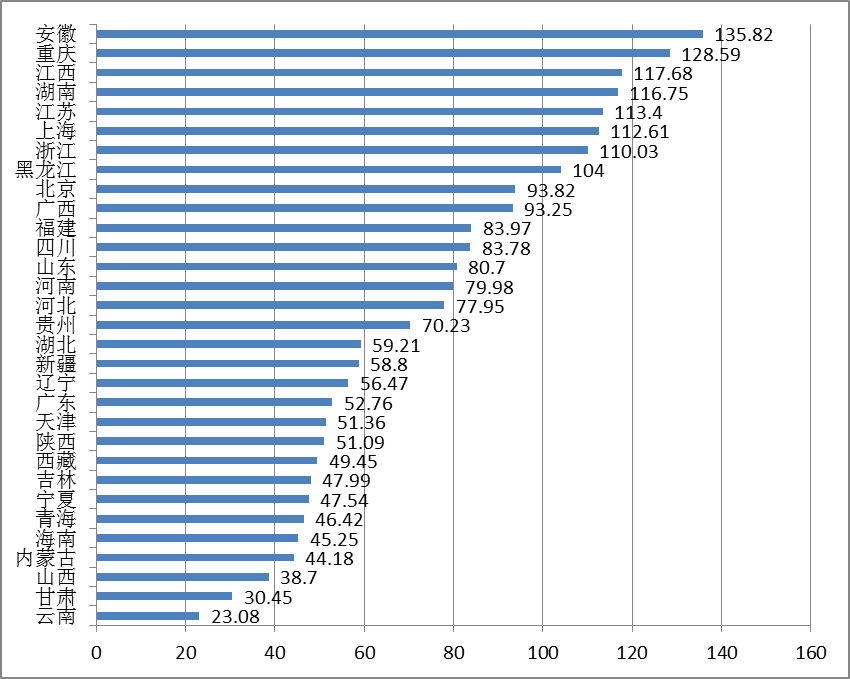 安徽 135.82
重庆 128.59
江西 117.68
湖南 116.75
江苏 113.4
上海 112.61
浙江 110.03
黑龙江 104
北京 93.82
广西 93.25
福建 83.97
四川 83.78
山东 80.7
河南 79.98
河北 77.95
贵州 70.23
湖北 59.21
新疆 58.8
辽宁 56.47
广东 52.76
天津 51.36
陕西 51.09
西藏 49.45
吉林 47.99
宁夏 47.54
青海 46.42
海南 45.25
内蒙古 44.18
山西 38.7
甘肃 30.45
云南 23.08
0 20 40 60 80 100 120 140 160